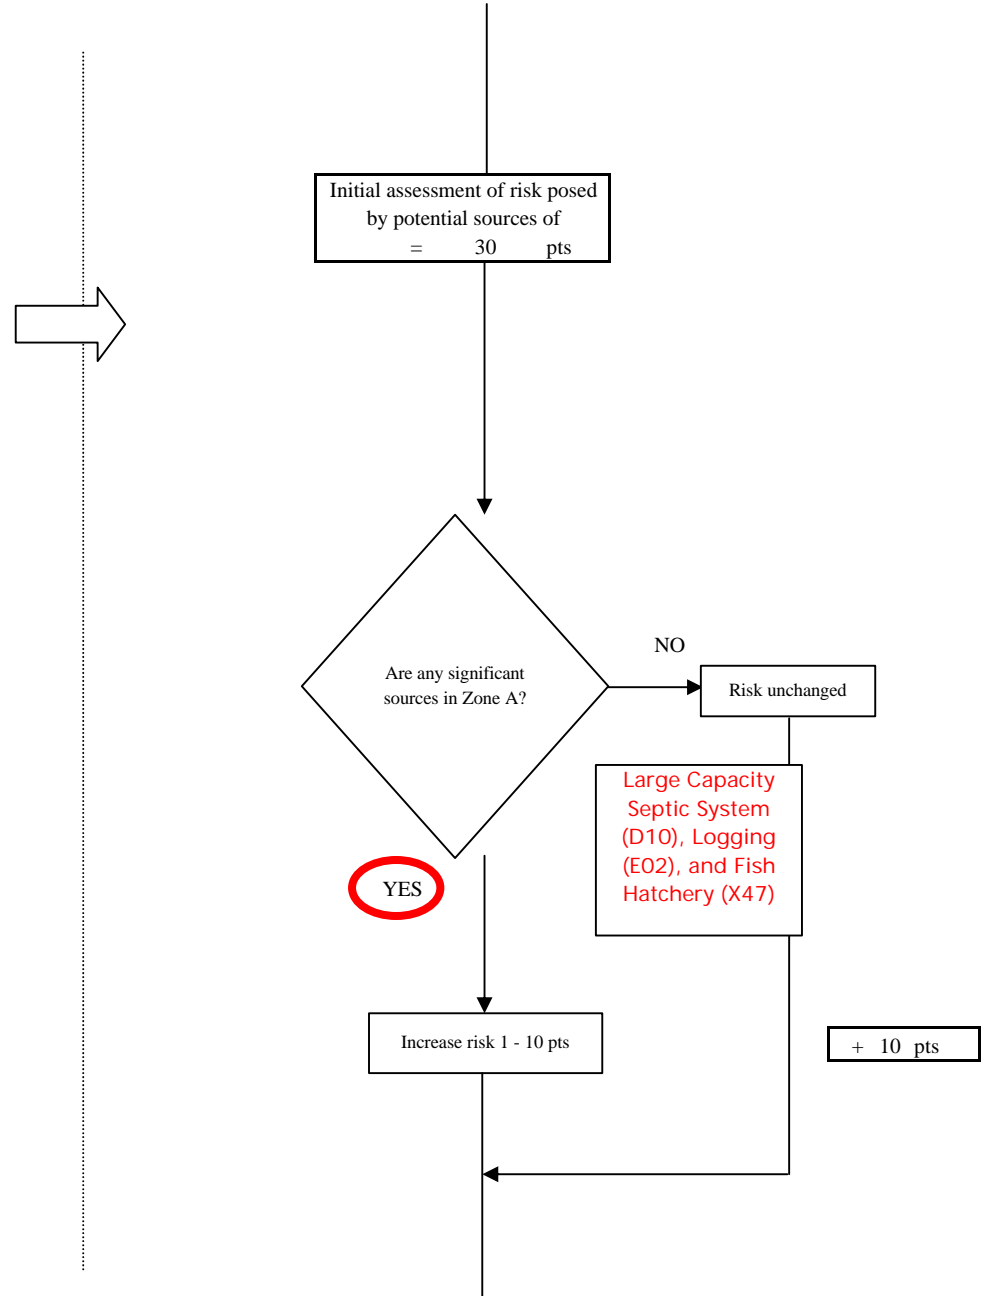 Initial assessment of risk posed
by potential sources of
= 30 pts
Are any significant
sources in Zone A?
NO
Risk unchanged
Large Capacity
Septic System
(D10), Logging
(E02), and Fish
Hatchery (X47)
YES
Increase risk 1 - 10 pts
+ 10 pts